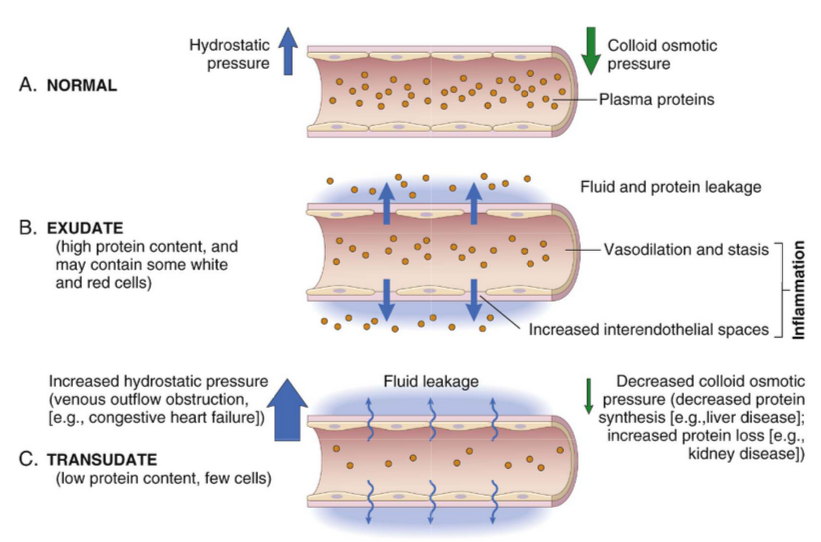 Hydrostatic
pressure
Colloid osmotic
pressure
A. NORMAL
Plasma proteins
Fluid and protein leakage
B. EXUDATE
(high protein content, and
may contain some white
and red cells)
Vasodilation and stasis
Increased interendothelial spaces
Inflammation
Increased hydrostatic pressure
(venous outflow obstruction,
[e.g., congestive heart failure])
Fluid leakage
Decreased colloid osmotic
pressure (decreased protein
synthesis [e.g.,liver disease];
increased protein loss [e.g.,
kidney disease])
C. TRANSUDATE
(low protein content, few cells)